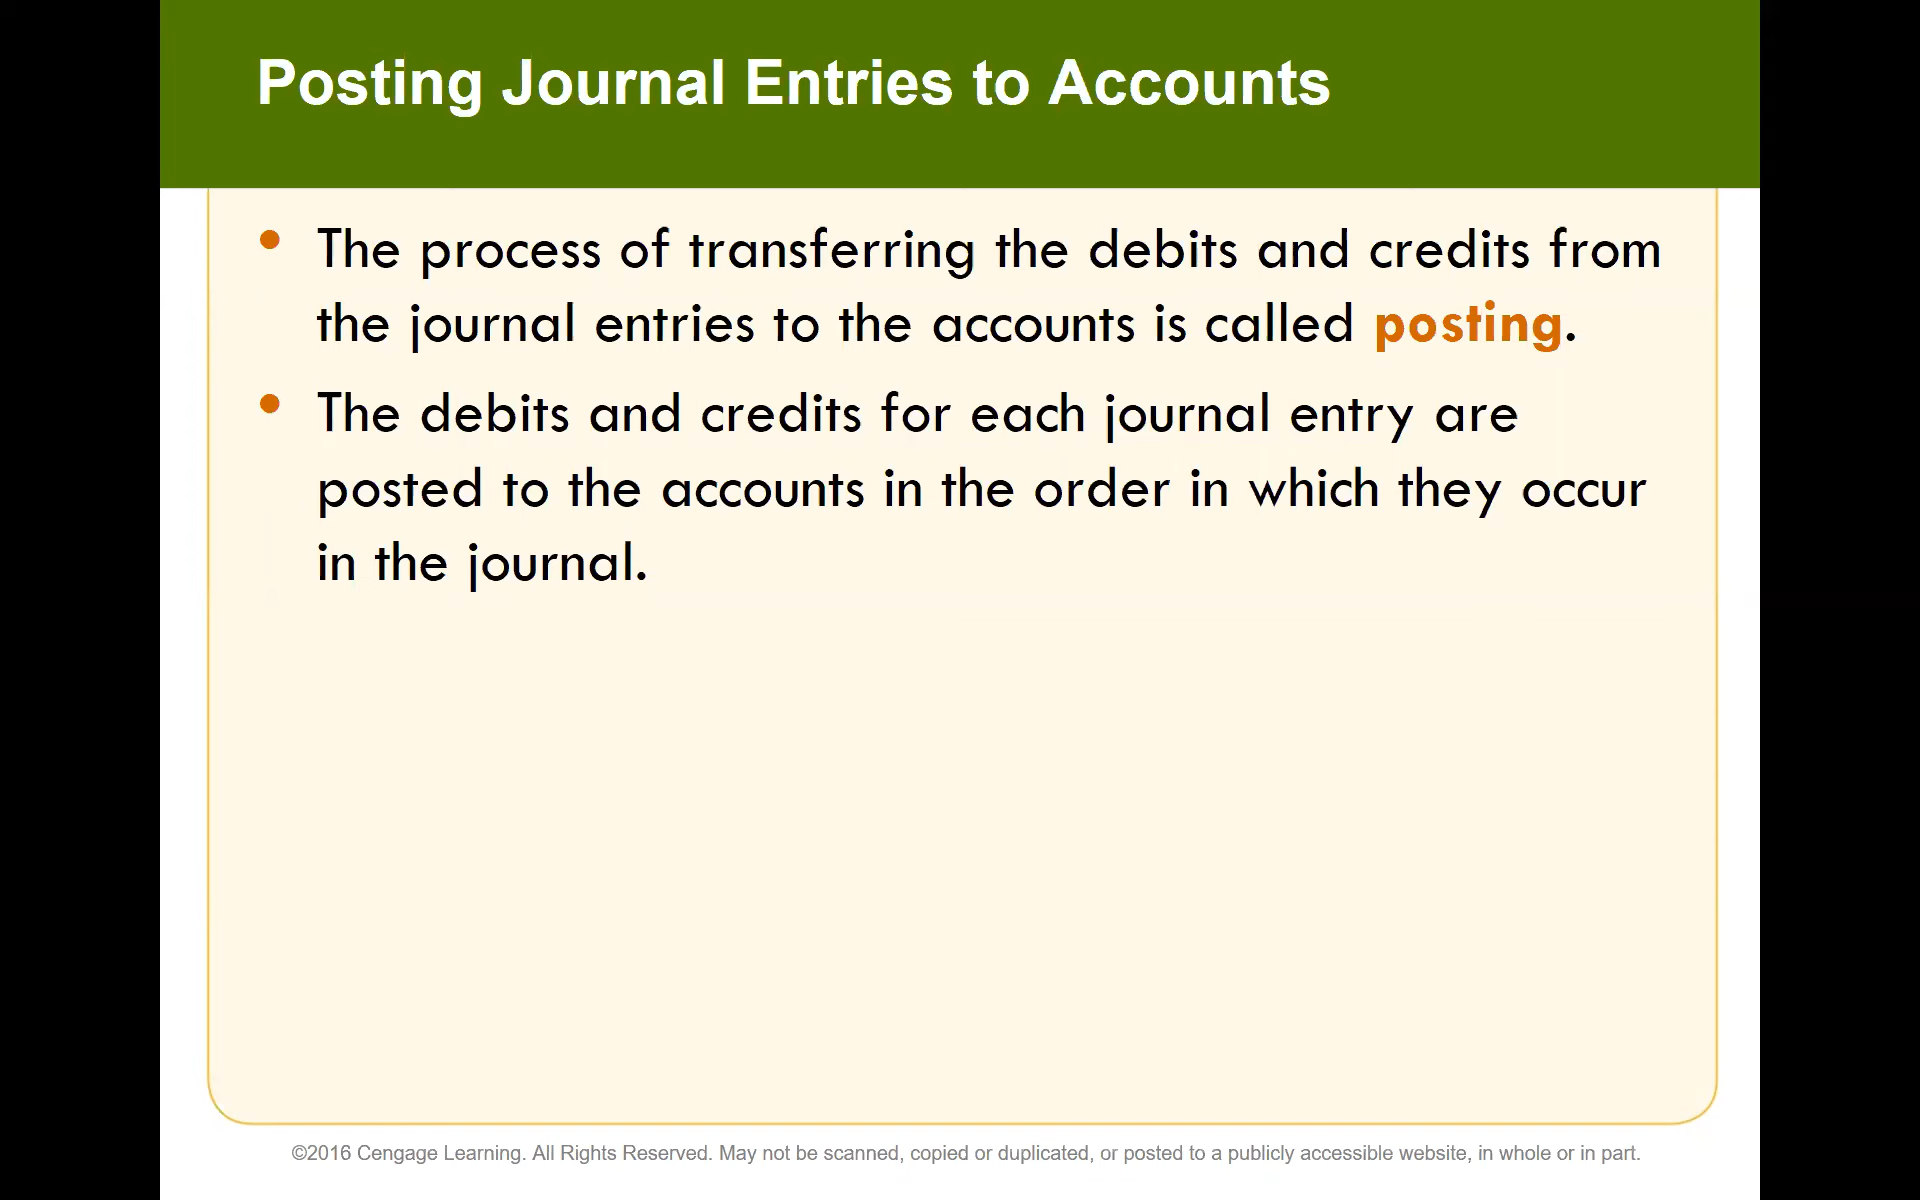 Posting Journal Entries to Accounts
• The process of transferring the debits and credits from
the journal entries to the accounts is called posting.
• The debits and credits for each journal entry are
posted to the accounts in the order in which they occur
in the journal.
©2016 Cengage Learning. All Rights Reserved. May not be scanned, copied or duplicated, or posted to a publicly accessible website, in whole or in part.